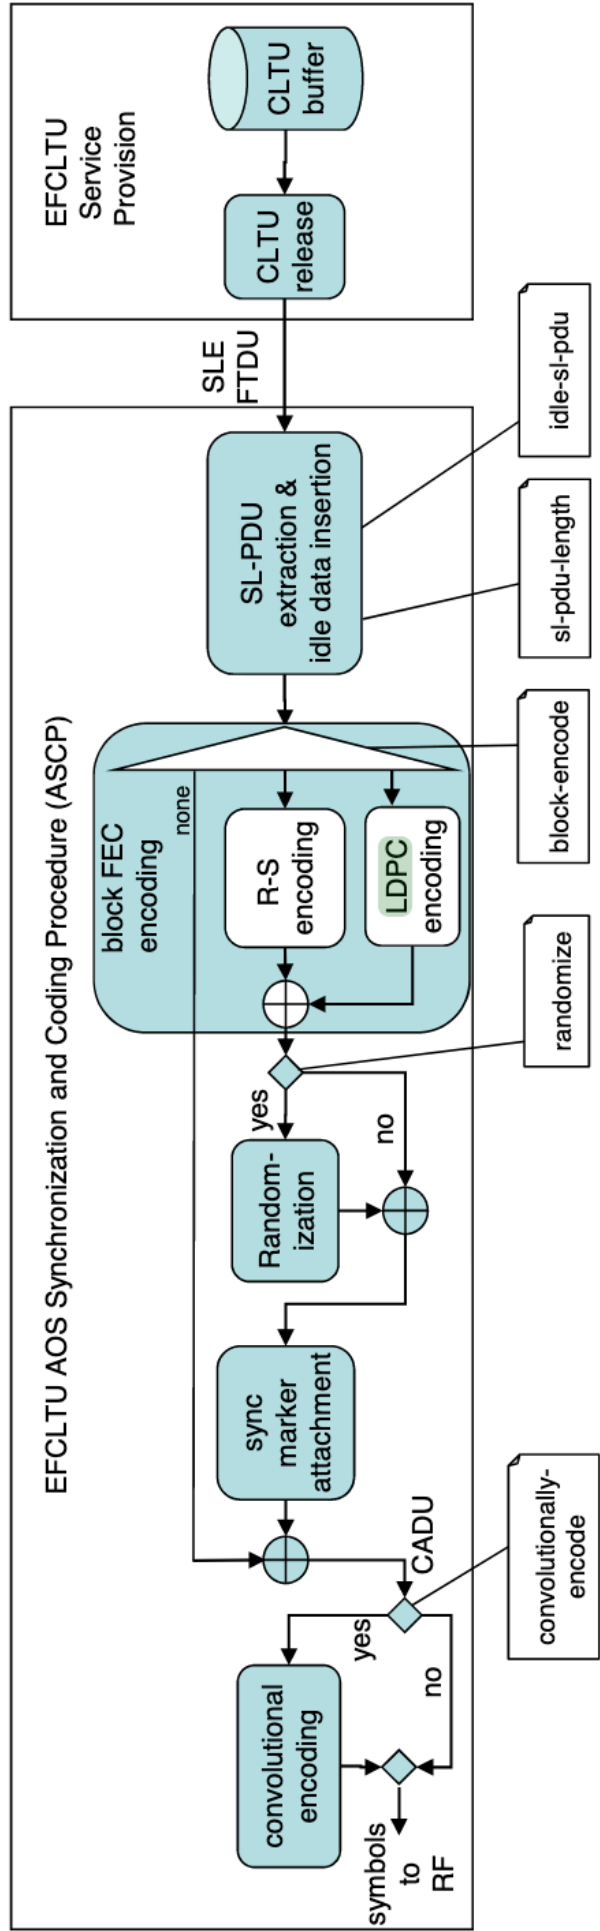 EFCLTU
Service
Provision
CLTU
buffer
CLTU
release
SLE
FTDU
EFCLTU AOS Synchronization and Coding Procedure (ASCP)
SL-PDU
extraction &
idle data insertion
idle-sl-pdu
sl-pdu-length
block FEC
encoding
none
R-S
encoding
LDPC
encoding
block-encode
randomize
yes
no
Random-
ization
sync
marker
attachment
CADU
convolutionally-
encode
yes
no
convolutional
encoding
symbols
to
RF